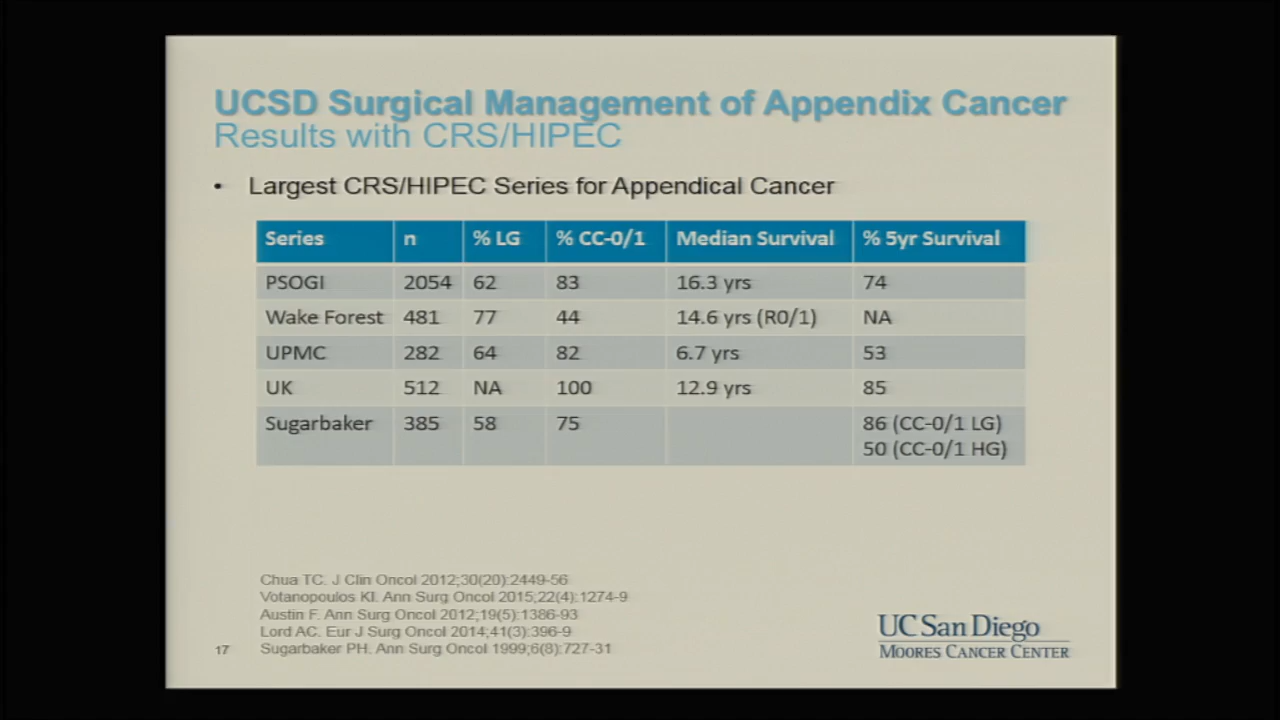 UCSD Surgical Management of Appendix Cancer
Results with CRS/HIPEC
• Largest CRS/HIPEC Series for Appendical Cancer
Series n % LG % CC-0/1 Median Survival % 5yr Survival
PSOGI 2054 62 83 16.3 yrs 74
Wake Forest 481 77 44 14.6 yrs (R0/1) NA
UPMC 282 64 82 6.7 yrs 53
UK 512 NA 100 12.9 yrs 85
Sugarbaker 385 58 75 86 (CC-0/1 LG)
50 (CC-0/1 HG)
Chua TC. J Clin Oncol 2012;30(20):2449-56
Votanopoulos KI. Ann Surg Oncol 2015;22(4):1274-9
Austin F. Ann Surg Oncol 2012;19(5):1386-93
Lord AC. Eur J Surg Oncol 2014;41(3):396-9
Sugarbaker PH. Ann Surg Oncol 1999;6(8):727-31
17
UC San Diego
MOORES CANCER CENTER